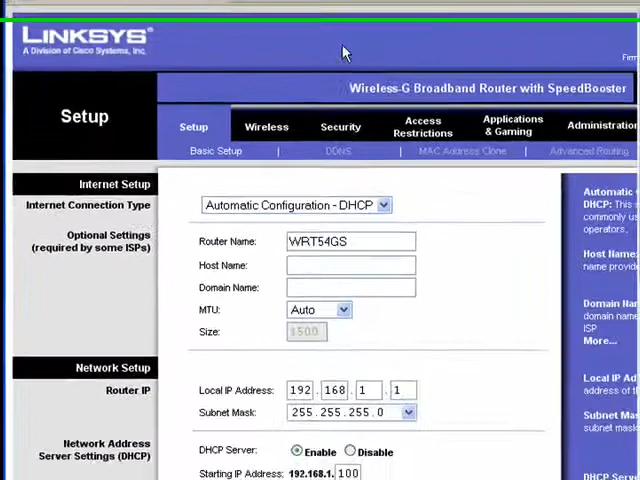 LINKSYS®
A Division of Cisco Systems, Inc.
Firm
Wireless-G Broadband Router with SpeedBooster
Setup
Setup
Wireless
Security
Access Restrictions
Applications & Gaming
Administration
Basic Setup
DDNS
MAC Address Clone
Advanced Routing
Internet Setup
Internet Connection Type
Automatic Configuration - DHCP
Optional Settings
(required by some ISPs)
Router Name: WRT54GS
Host Name:
Domain Name:
MTU: Auto
Size: 1500
Network Setup
Router IP
Local IP Address: 192 . 168 . 1 . 1
Subnet Mask: 255.255.255.0
Network Address
Server Settings (DHCP)
DHCP Server: Enable Disable
Starting IP Address: 192.168.1. 100
Automatic C
DHCP: This s
commonly us
operators.
Host Name:
name provid
Domain Nam
domain name
ISP
More...
Local IP Ad
address of th
Subnet Mas
subnet mask
DHCP Serve